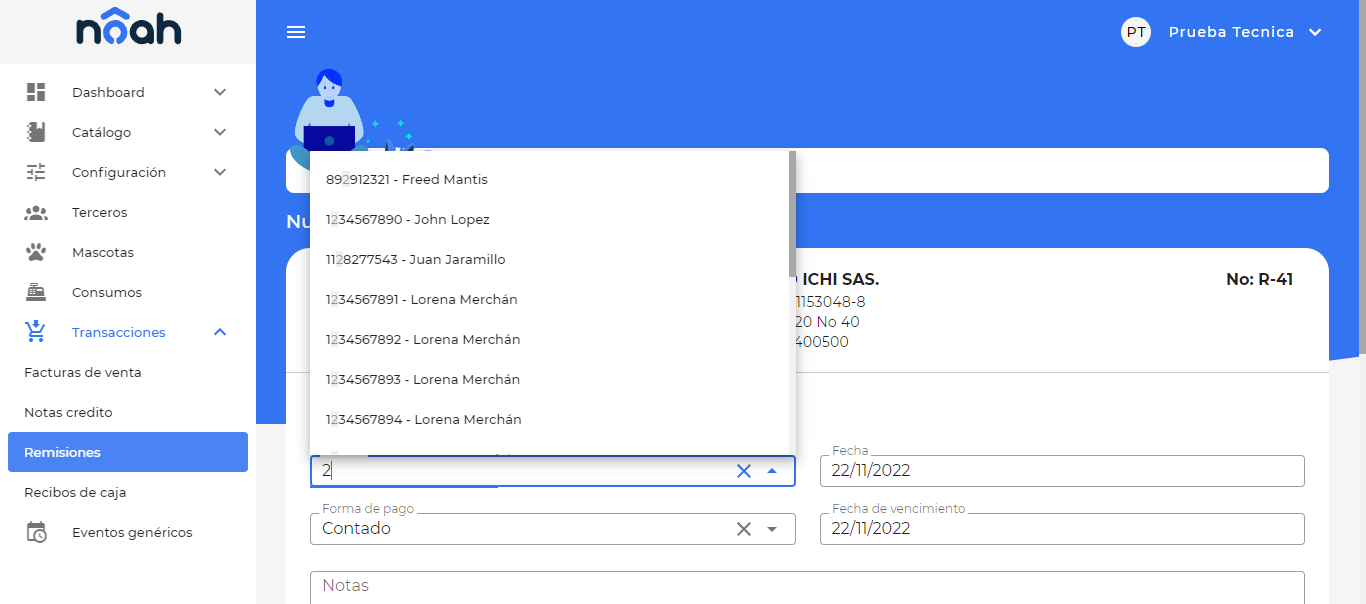 nôah
PT
Prueba Tecnica
Dashboard
Catálogo
Configuración
Terceros
Mascotas
Consumos
Transacciones
Facturas de venta
Notas credito
Remisiones
Recibos de caja
Eventos genéricos
892912321 - Freed Mantis
1234567890 - John Lopez
1128277543 - Juan Jaramillo
1234567891 - Lorena Merchán
1234567892 - Lorena Merchán
1234567893 - Lorena Merchán
1234567894 - Lorena Merchán
ICHI SAS.
No: R-41
1153048-8
20 No 40
400500
2
Fecha
22/11/2022
Forma de pago
Contado
Fecha de vencimiento
22/11/2022
Notas